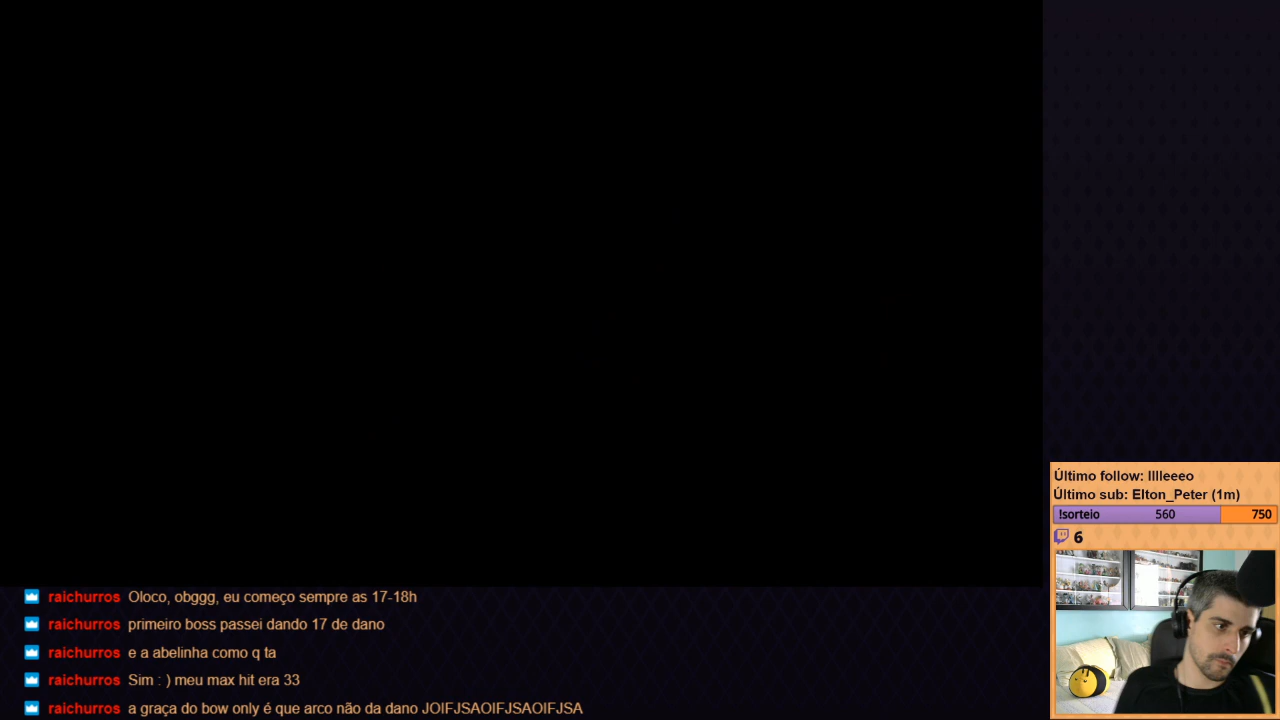 Último follow: lllleeeo
Último sub: Elton_Peter (1m)
!sorteio 560 750
6
raichurros Oloco, obggg, eu começo sempre as 17-18h
raichurros primeiro boss passei dando 17 de dano
raichurros e a abelinha como q ta
raichurros Sim : ) meu max hit era 33
raichurros a graça do bow only é que arco não da dano JOIFJSAOIFJSAOIFJSA